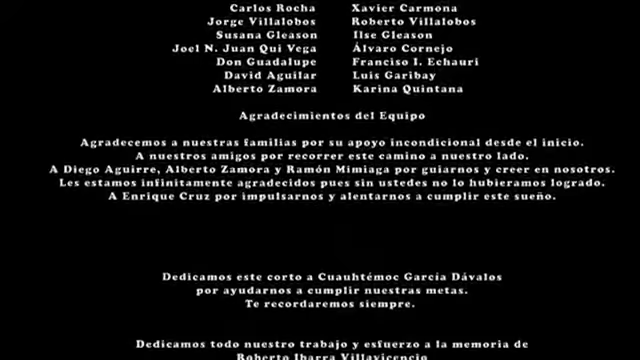 Carlos Rocha Xavier Carmona
Jorge Villalobos Roberto Villalobos
Susana Gleason Ilse Gleason
Joel N. Juan Qui Vega Álvaro Cornejo
Don Guadalupe Franciso I. Echauri
David Aguilar Luis Garibay
Alberto Zamora Karina Quintana
Agradecimientos del Equipo
Agradecemos a nuestras familias por su apoyo incondicional desde el inicio.
A nuestros amigos por recorrer este camino a nuestro lado.
A Diego Aguirre, Alberto Zamora y Ramón Mimiaga por guiarnos y creer en nosotros.
Les estamos infinitamente agradecidos pues sin ustedes no lo hubieramos logrado.
A Enrique Cruz por impulsarnos y alentarnos a cumplir este sueño.
Dedicamos este corto a Cuauhtémoc García Dávalos
por ayudarnos a cumplir nuestras metas.
Te recordaremos siempre.
Dedicamos todo nuestro trabajo y esfuerzo a la memoria de
Roberto Ibarra Villavicencio